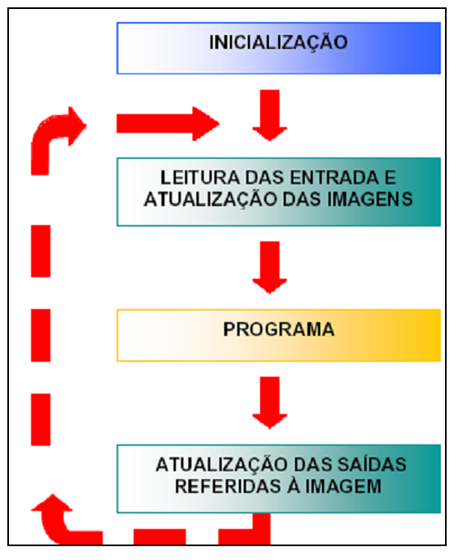 INICIALIZAÇÃO
LEITURA DAS ENTRADA E
ATUALIZAÇÃO DAS IMAGENS
PROGRAMA
ATUALIZAÇÃO DAS SAÍDAS
REFERIDAS À IMAGEM